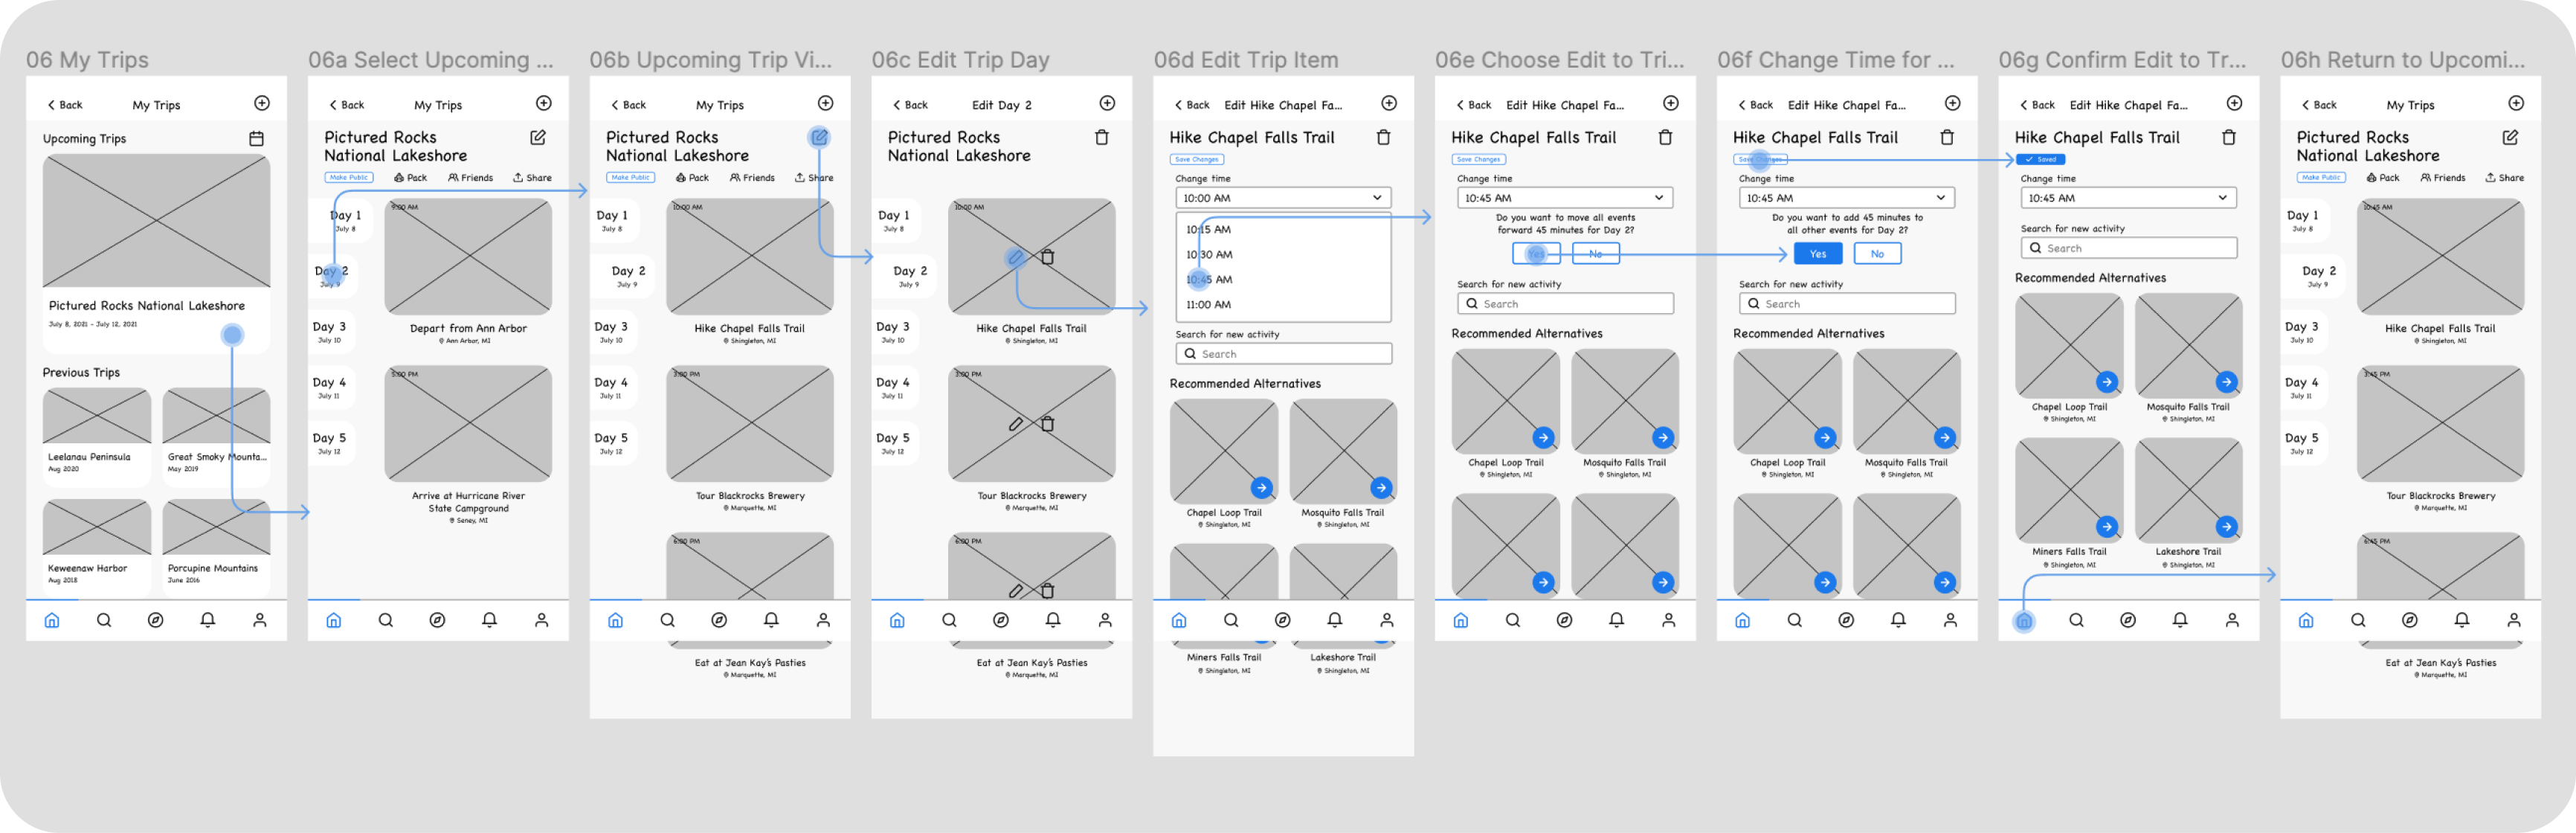 06 My Trips
Back
My Trips
Upcoming Trips
Pictured Rocks National Lakeshore
July 8, 2021 - July 12, 2021
Previous Trips
Leelanau Peninsula
Aug 2020
Great Smoky Mounta...
May 2019
Keweenaw Harbor
Aug 2018
Porcupine Mountains
June 2016
06a Select Upcoming ...
Back
My Trips
Pictured Rocks
National Lakeshore
Make Public
Pack
Friends
Share
Day 1
July 8
Day 2
July 9
Day 3
July 10
Day 4
July 11
Day 5
July 12
9:00 AM
Depart from Ann Arbor
Ann Arbor, MI
5:00 PM
Arrive at Hurricane River
State Campground
Seney, MI
06b Upcoming Trip Vi...
Back
My Trips
Pictured Rocks
National Lakeshore
Make Public
Pack
Friends
Share
Day 1
July 8
Day 2
July 9
Day 3
July 10
Day 4
July 11
Day 5
July 12
10:00 AM
Hike Chapel Falls Trail
Shingleton, MI
3:00 PM
Tour Blackrocks Brewery
Marquette, MI
6:00 PM
Eat at Jean Kay's Pasties
Marquette, MI
06c Edit Trip Day
Back
Edit Day 2
Pictured Rocks
National Lakeshore
Day 1
July 8
Day 2
July 9
Day 3
July 10
Day 4
July 11
Day 5
July 12
10:00 AM
Hike Chapel Falls Trail
Shingleton, MI
3:00 PM
Tour Blackrocks Brewery
Marquette, MI
6:00 PM
Eat at Jean Kay's Pasties
Marquette, MI
06d Edit Trip Item
Back
Edit Hike Chapel Fa...
Hike Chapel Falls Trail
Save Changes
Change time
10:00 AM
10:15 AM
10:30 AM
10:45 AM
11:00 AM
Search for new activity
Search
Recommended Alternatives
Chapel Loop Trail
Shingleton, MI
Mosquito Falls Trail
Shingleton, MI
Miners Falls Trail
Shingleton, MI
Lakeshore Trail
Shingleton, MI
06e Choose Edit to Tri...
Back
Edit Hike Chapel Fa...
Hike Chapel Falls Trail
Save Changes
Change time
10:45 AM
Do you want to move all events
forward 45 minutes for Day 2?
Yes
No
Search for new activity
Search
Recommended Alternatives
Chapel Loop Trail
Shingleton, MI
Mosquito Falls Trail
Shingleton, MI
06f Change Time for ...
Back
Edit Hike Chapel Fa...
Hike Chapel Falls Trail
Save Changes
Change time
10:45 AM
Do you want to add 45 minutes to
all other events for Day 2?
Yes
No
Search for new activity
Search
Recommended Alternatives
Chapel Loop Trail
Shingleton, MI
Mosquito Falls Trail
Shingleton, MI
06g Confirm Edit to Tr...
Back
Edit Hike Chapel Fa...
Hike Chapel Falls Trail
Saved
Change time
10:45 AM
Search for new activity
Search
Recommended Alternatives
Chapel Loop Trail
Shingleton, MI
Mosquito Falls Trail
Shingleton, MI
Miners Falls Trail
Shingleton, MI
Lakeshore Trail
Shingleton, MI
06h Return to Upcomi...
Back
My Trips
Pictured Rocks
National Lakeshore
Make Public
Pack
Friends
Share
Day 1
July 8
Day 2
July 9
Day 3
July 10
Day 4
July 11
Day 5
July 12
10:45 AM
Hike Chapel Falls Trail
Shingleton, MI
3:45 PM
Tour Blackrocks Brewery
Marquette, MI
6:45 PM
Eat at Jean Kay's Pasties
Marquette, MI